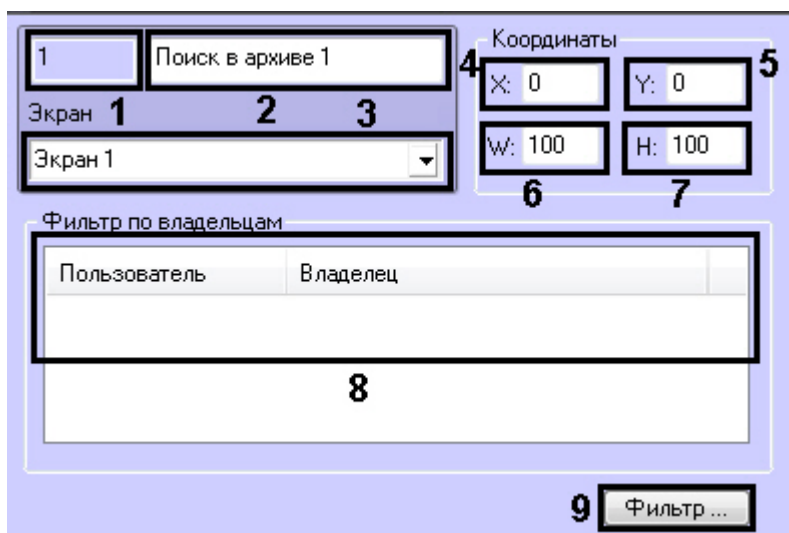 1 Поиск в архиве 1
Экран 1 2 3
Экран 1
Координаты
4 X: 0 Y: 0 5
W: 100 H: 100
6 7
Фильтр по владельцам
Пользователь Владелец
8
9 Фильтр ...